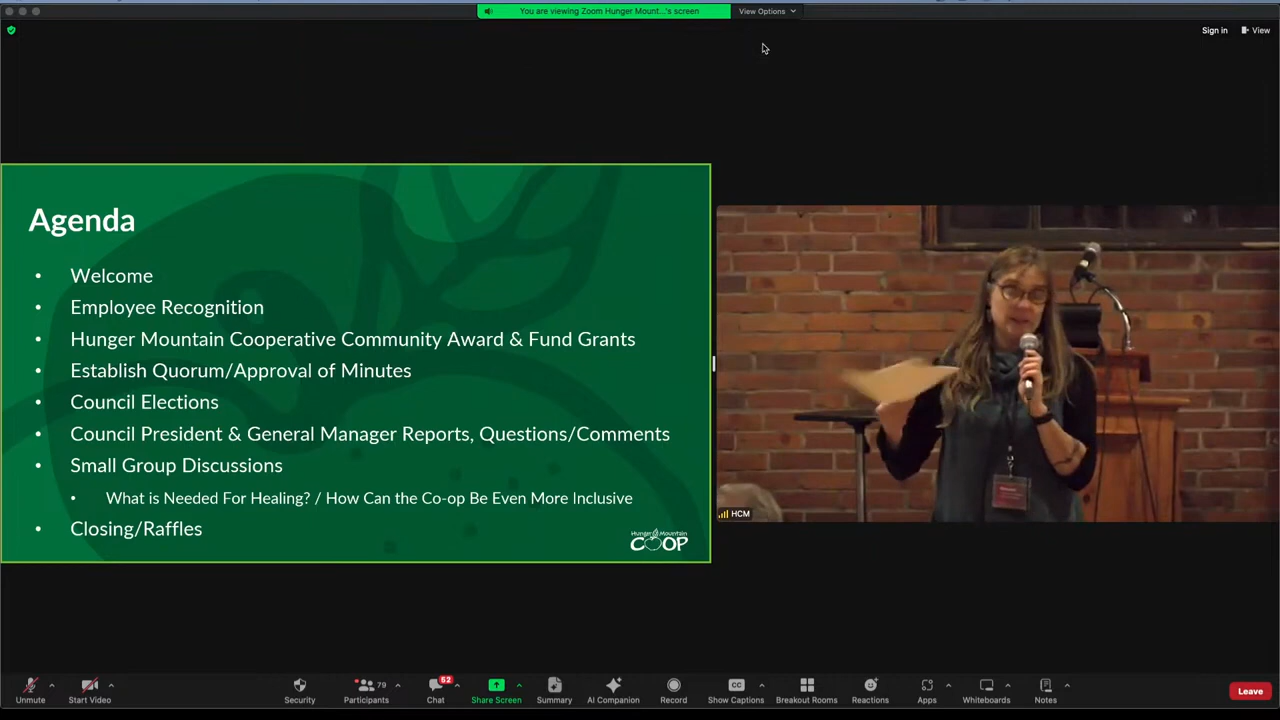 You are viewing Zoom Hunger Mount...'s screen
View Options
Sign in
View
Agenda
• Welcome
• Employee Recognition
• Hunger Mountain Cooperative Community Award & Fund Grants
• Establish Quorum/Approval of Minutes
• Council Elections
• Council President & General Manager Reports, Questions/Comments
• Small Group Discussions
• What is Needed For Healing? / How Can the Co-op Be Even More Inclusive
• Closing/Raffles
Hunger Mountain
COOP
HCM
79
52
Unmute
Start Video
Security
Participants
Chat
Share Screen
Summary
AI Companion
Record
CC
Show Captions
Breakout Rooms
Reactions
Apps
Whiteboards
Notes
Leave